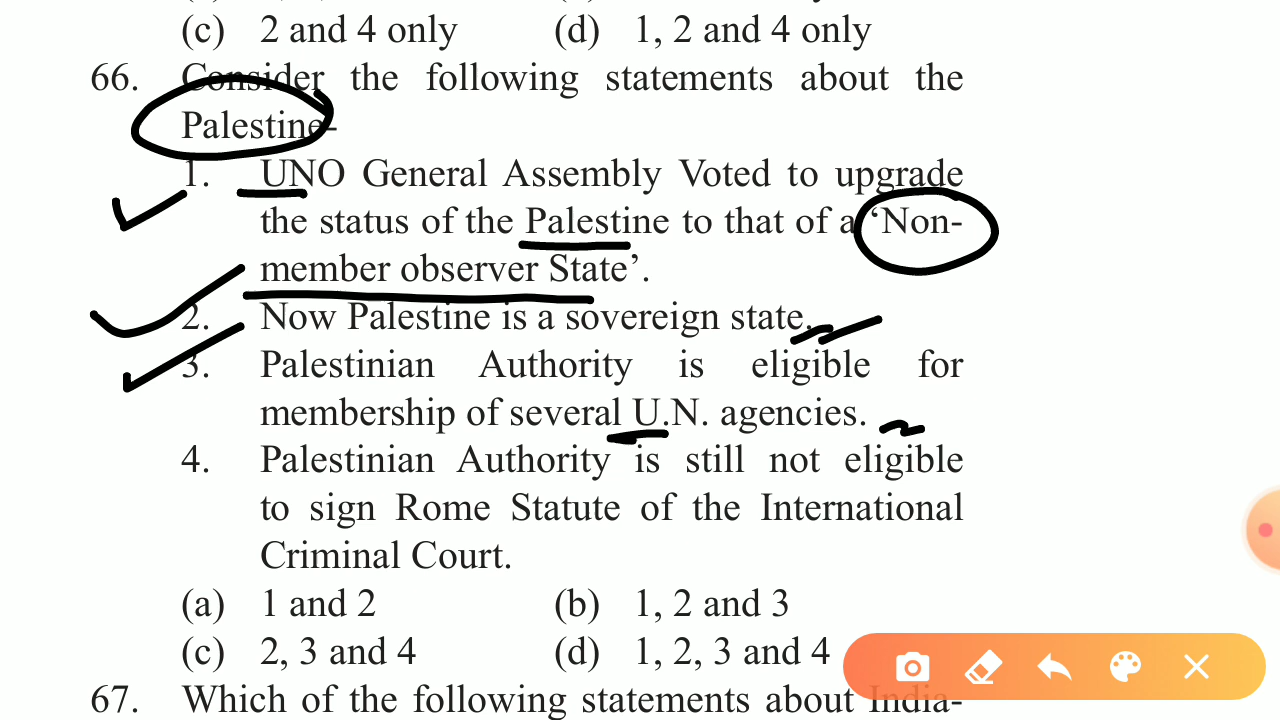 (c) 2 and 4 only (d) 1, 2 and 4 only
66. Consider the following statements about the
Palestine-
1. UNO General Assembly Voted to upgrade
the status of the Palestine to that of a ‘Non-
member observer State’.
2. Now Palestine is a sovereign state.
3. Palestinian Authority is eligible for
membership of several U.N. agencies.
4. Palestinian Authority is still not eligible
to sign Rome Statute of the International
Criminal Court.
(a) 1 and 2 (b) 1, 2 and 3
(c) 2, 3 and 4 (d) 1, 2, 3 and 4
67. Which of the following statements about India-